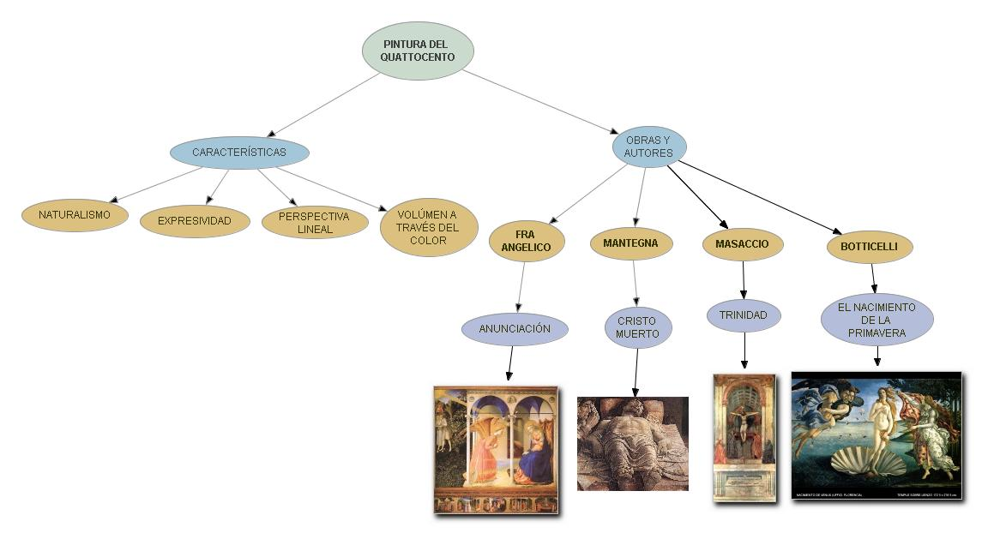 PINTURA DEL
QUATTOCENTO
CARACTERÍSTICAS
OBRAS Y
AUTORES
NATURALISMO
EXPRESIVIDAD
PERSPECTIVA
LINEAL
VOLÚMEN A
TRAVÉS DEL
COLOR
FRA
ANGELICO
MANTEGNA
MASACCIO
BOTTICELLI
ANUNCIACIÓN
CRISTO
MUERTO
TRINIDAD
EL NACIMIENTO
DE LA
PRIMAVERA